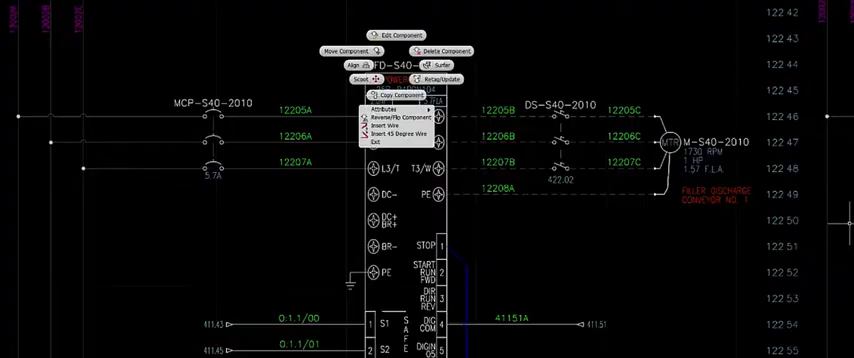 12002A
12002B
12002C
122 42
122 43
122 44
122 45
122 46
122 47
122 48
122 49
122 50
122 51
122 52
122 53
122 54
122 55
Edit Component
Move Component
Delete Component
Align
Surfer
Scoot
Retag/Update
Copy Component
Attributes
Reverse/Flip Component
Insert Wire
Insert 45 Degree Wire
Exit
FD-S40-
MCP-S40-2010
12205A
12206A
12207A
5.7A
12205B
DS-S40-2010
12205C
12206B
12206C
12207B
12207C
422.02
12208A
MTR
M-S40-2010
1730 RPM
1 HP
1.57 F.L.A.
FILLER DISCHARGE
CONVEYOR NO. 1
L3/T
T3/W
DC-
PE
DC+
BR+
BR-
STOP
1
PE
START
RUN
FWD
2
DIR
RUN
REV
3
411.43
0:1.1/00
1
S1
SAFE
DIG
COM
4
41151A
411.51
411.45
0:1.1/01
2
S2
DIGIN
05
5